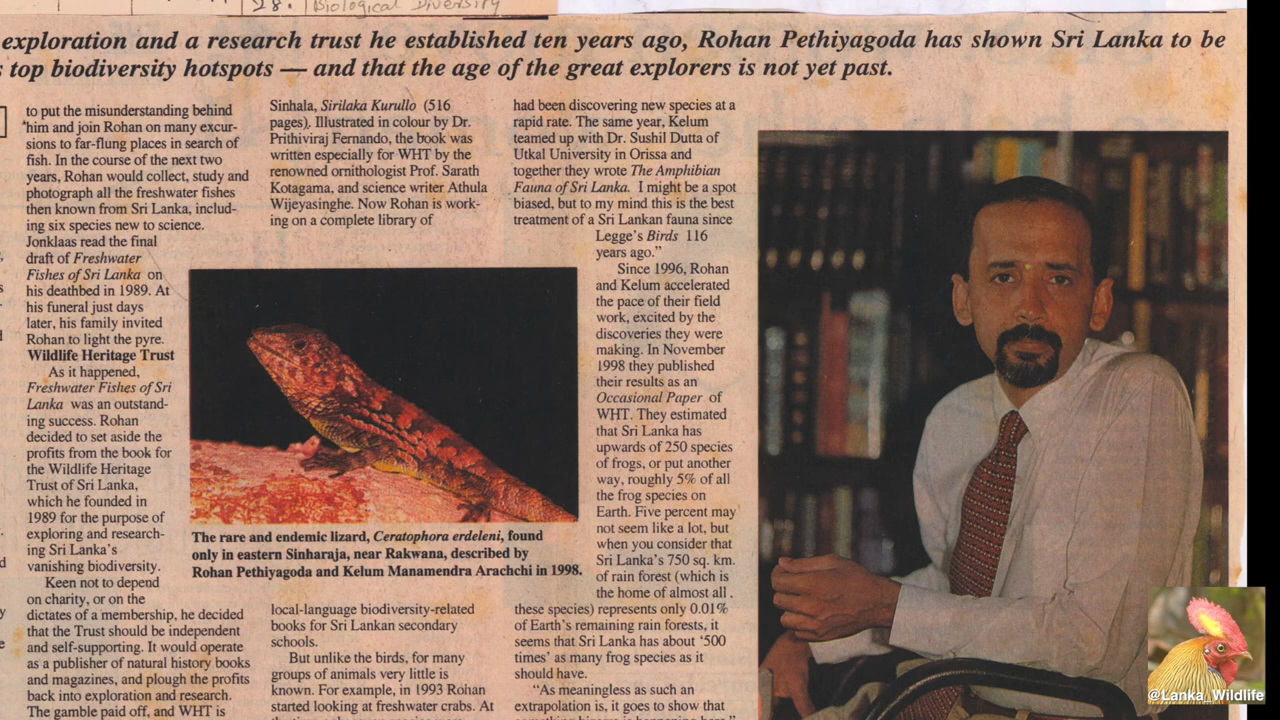 28. Biological Diversity
exploration and a research trust he established ten years ago, Rohan Pethiyagoda has shown Sri Lanka to be
top biodiversity hotspots — and that the age of the great explorers is not yet past.
to put the misunderstanding behind
him and join Rohan on many excur-
sions to far-flung places in search of
fish. In the course of the next two
years, Rohan would collect, study and
photograph all the freshwater fishes
then known from Sri Lanka, includ-
ing six species new to science.
Jonklaas read the final
draft of Freshwater
Fishes of Sri Lanka on
his deathbed in 1989. At
his funeral just days
later, his family invited
Rohan to light the pyre.
Wildlife Heritage Trust
As it happened,
Freshwater Fishes of Sri
Lanka was an outstand-
ing success. Rohan
decided to set aside the
profits from the book for
the Wildlife Heritage
Trust of Sri Lanka,
which he founded in
1989 for the purpose of
exploring and research-
ing Sri Lanka's
vanishing biodiversity.
Keen not to depend
on charity, or on the
dictates of a membership, he decided
that the Trust should be independent
and self-supporting. It would operate
as a publisher of natural history books
and magazines, and plough the profits
back into exploration and research.
The gamble paid off, and WHT is
Sinhala, Sirilaka Kurullo (516
pages). Illustrated in colour by Dr.
Prithiviraj Fernando, the book was
written especially for WHT by the
renowned ornithologist Prof. Sarath
Kotagama, and science writer Athula
Wijeyasinghe. Now Rohan is work-
ing on a complete library of
The rare and endemic lizard, Ceratophora erdeleni, found
only in eastern Sinharaja, near Rakwana, described by
Rohan Pethiyagoda and Kelum Manamendra Arachchi in 1998.
local-language biodiversity-related
books for Sri Lankan secondary
schools.
But unlike the birds, for many
groups of animals very little is
known. For example, in 1993 Rohan
started looking at freshwater crabs. At
had been discovering new species at a
rapid rate. The same year, Kelum
teamed up with Dr. Sushil Dutta of
Utkal University in Orissa and
together they wrote The Amphibian
Fauna of Sri Lanka. I might be a spot
biased, but to my mind this is the best
treatment of a Sri Lankan fauna since
Legge's Birds 116
years ago."
Since 1996, Rohan
and Kelum accelerated
the pace of their field
work, excited by the
discoveries they were
making. In November
1998 they published
their results as an
Occasional Paper of
WHT. They estimated
that Sri Lanka has
upwards of 250 species
of frogs, or put another
way, roughly 5% of all
the frog species on
Earth. Five percent may
not seem like a lot, but
when you consider that
Sri Lanka's 750 sq. km.
of rain forest (which is
the home of almost all
these species) represents only 0.01%
of Earth's remaining rain forests, it
seems that Sri Lanka has about '500
times' as many frog species as it
should have.
"As meaningless as such an
extrapolation is, it goes to show that
@Lanka_Wildlife